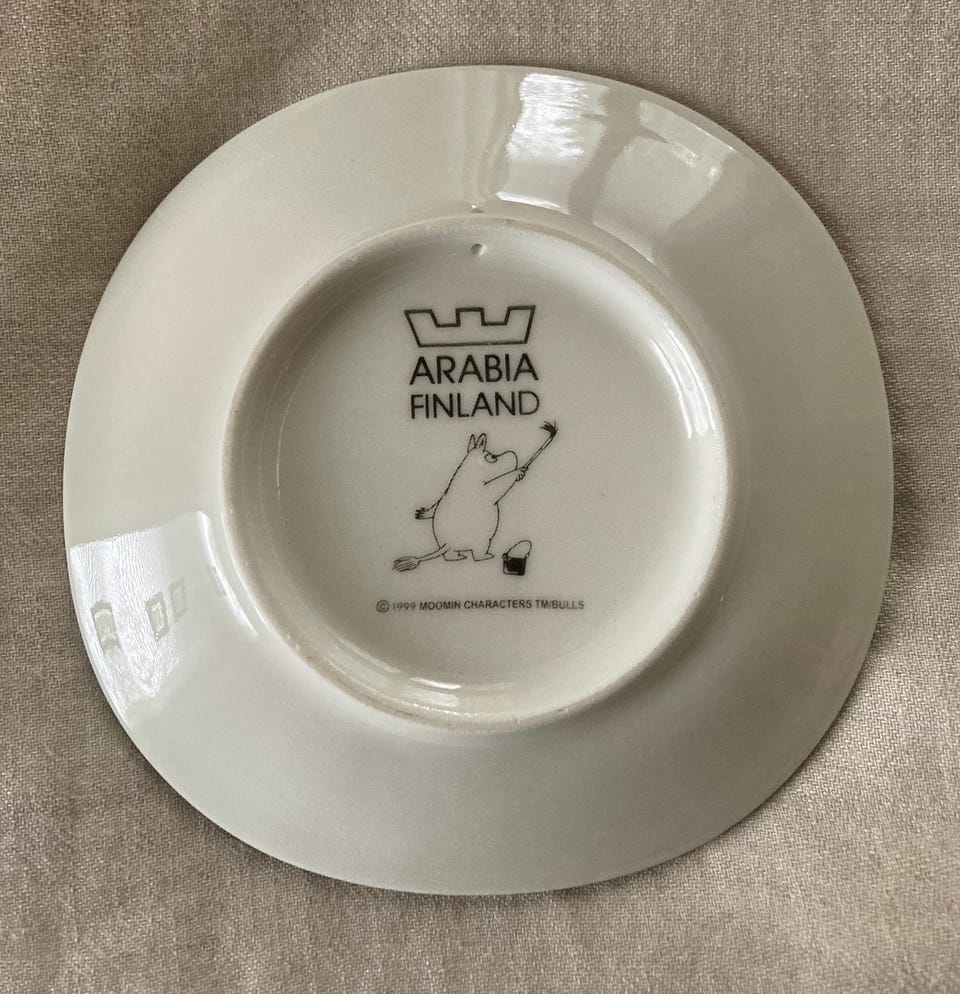 ARABIA
FINLAND
© 1999 MOOMIN CHARACTERS TM/BULLS